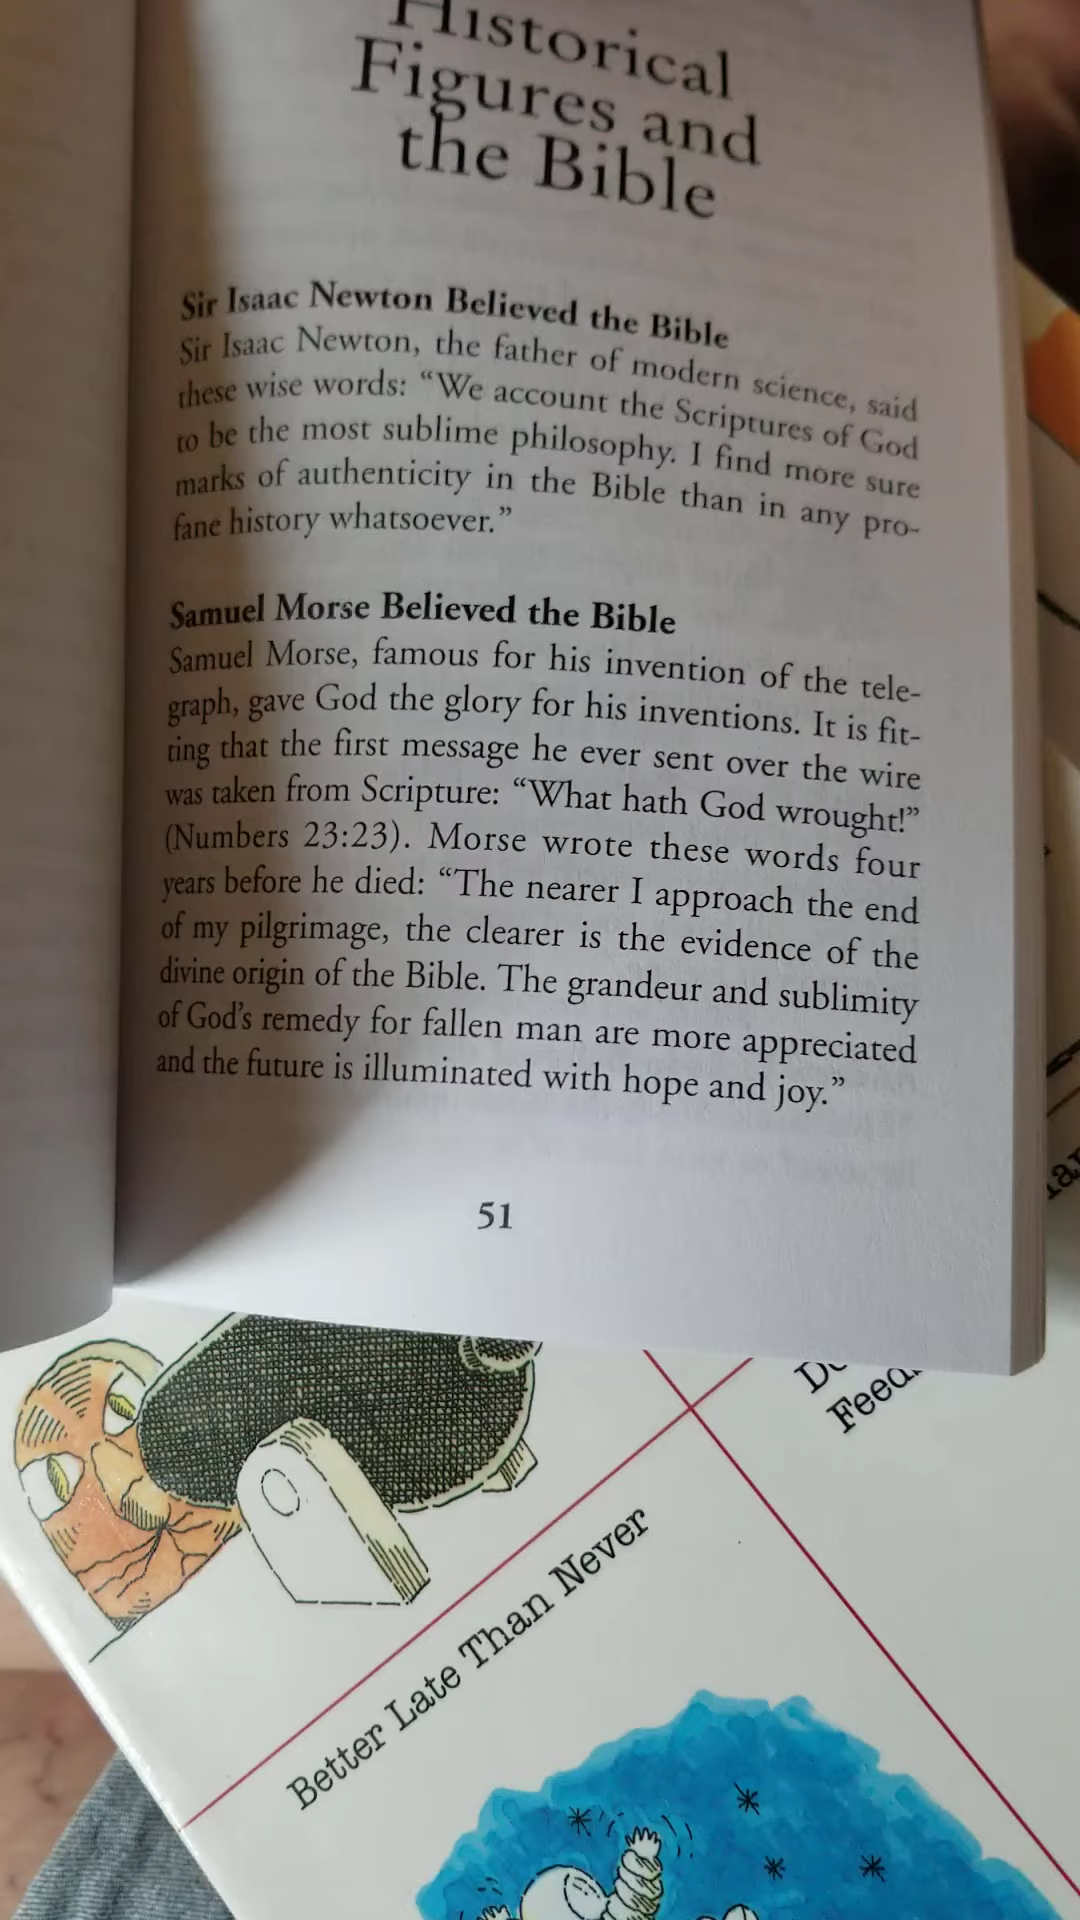 Historical
Figures and
the Bible
Sir Isaac Newton Believed the Bible
Sir Isaac Newton, the father of modern science, said
these wise words: “We account the Scriptures of God
to be the most sublime philosophy. I find more sure
marks of authenticity in the Bible than in any pro-
fane history whatsoever.”
Samuel Morse Believed the Bible
Samuel Morse, famous for his invention of the tele-
graph, gave God the glory for his inventions. It is fit-
ting that the first message he ever sent over the wire
was taken from Scripture: “What hath God wrought!”
(Numbers 23:23). Morse wrote these words four
years before he died: “The nearer I approach the end
of my pilgrimage, the clearer is the evidence of the
divine origin of the Bible. The grandeur and sublimity
of God’s remedy for fallen man are more appreciated
and the future is illuminated with hope and joy.”
51
Better Late Than Never